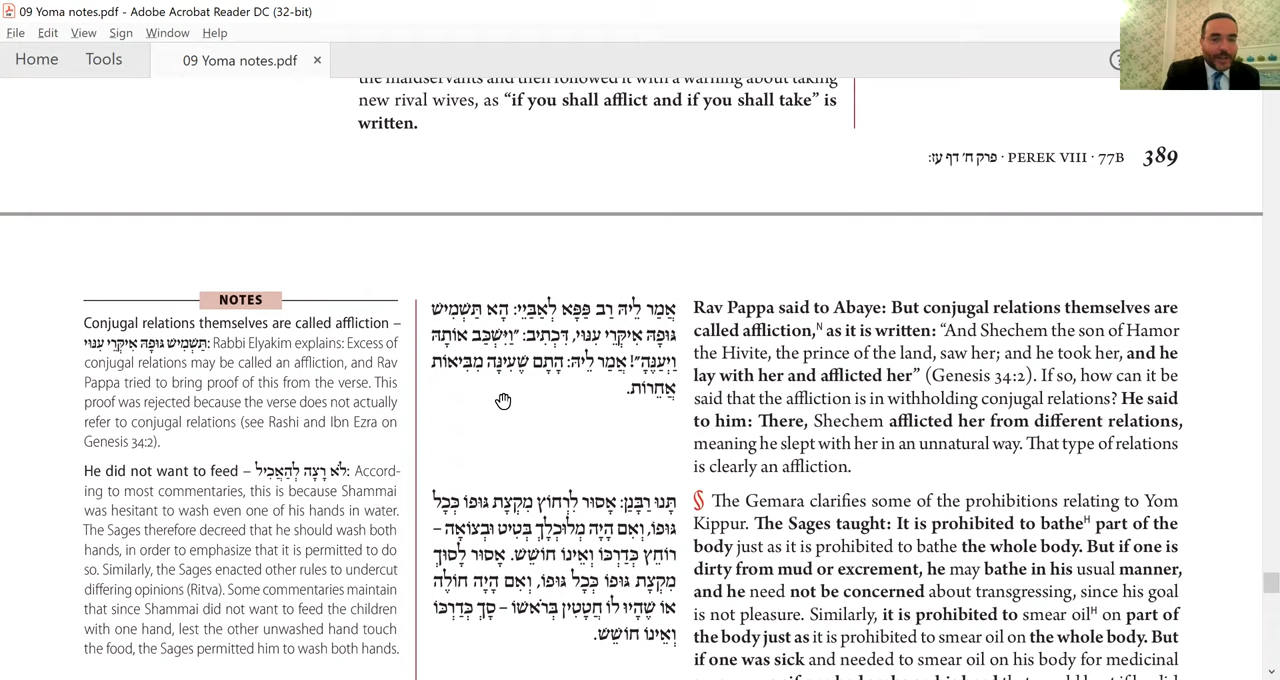 09 Yoma notes.pdf - Adobe Acrobat Reader DC (32-bit)
File Edit View Sign Window Help
Home Tools 09 Yoma notes.pdf ×
the maidservants and then followed it with a warning about taking
new rival wives, as “if you shall afflict and if you shall take” is
written.
פרק ח׳ דף עז: · PEREK VIII · 77B 389
NOTES
Conjugal relations themselves are called affliction –
תַּשְׁמִישׁ גּוּפָהּ אִיקְּרֵי עִנּוּי: Rabbi Elyakim explains: Excess of
conjugal relations may be called an affliction, and Rav
Pappa tried to bring proof of this from the verse. This
proof was rejected because the verse does not actually
refer to conjugal relations (see Rashi and Ibn Ezra on
Genesis 34:2).
He did not want to feed – לֹא רָצָה לְהַאֲכִיל: Accord-
ing to most commentaries, this is because Shammai
was hesitant to wash even one of his hands in water.
The Sages therefore decreed that he should wash both
hands, in order to emphasize that it is permitted to do
so. Similarly, the Sages enacted other rules to undercut
differing opinions (Ritva). Some commentaries maintain
that since Shammai did not want to feed the children
with one hand, lest the other unwashed hand touch
the food, the Sages permitted him to wash both hands.
אֲמַר לֵיהּ רַב פַּפָּא לְאַבַּיֵי: הָא תַּשְׁמִישׁ
גּוּפָהּ אִיקְּרֵי עִנּוּי, דִּכְתִיב: ״וַיִּשְׁכַּב אוֹתָהּ
וַיְעַנֶּהָ״! אֲמַר לֵיהּ: הָתָם שֶׁעִינָּהּ מִבִּיאוֹת
אֲחֵרוֹת.
תָּנוּ רַבָּנַן: אָסוּר לִרְחוֹץ מִקְצָת גּוּפוֹ כְּכׇל
גּוּפוֹ, וְאִם הָיָה מְלוּכְלָךְ בְּטִיט וּבְצוֹאָה –
רוֹחֵץ כְּדַרְכּוֹ וְאֵינוֹ חוֹשֵׁשׁ. אָסוּר לָסוּךְ
מִקְצָת גּוּפוֹ כְּכׇל גּוּפוֹ, וְאִם הָיָה חוֹלֶה
אוֹ שֶׁהָיוּ לוֹ חֲטָטִין בְּרֹאשׁוֹ – סָךְ כְּדַרְכּוֹ
וְאֵינוֹ חוֹשֵׁשׁ.
Rav Pappa said to Abaye: But conjugal relations themselves are
called affliction,N as it is written: “And Shechem the son of Hamor
the Hivite, the prince of the land, saw her; and he took her, and he
lay with her and afflicted her” (Genesis 34:2). If so, how can it be
said that the affliction is in withholding conjugal relations? He said
to him: There, Shechem afflicted her from different relations,
meaning he slept with her in an unnatural way. That type of relations
is clearly an affliction.
§ The Gemara clarifies some of the prohibitions relating to Yom
Kippur. The Sages taught: It is prohibited to batheH part of the
body just as it is prohibited to bathe the whole body. But if one is
dirty from mud or excrement, he may bathe in his usual manner,
and he need not be concerned about transgressing, since his goal
is not pleasure. Similarly, it is prohibited to smear oilH on part of
the body just as it is prohibited to smear oil on the whole body. But
if one was sick and needed to smear oil on his body for medicinal